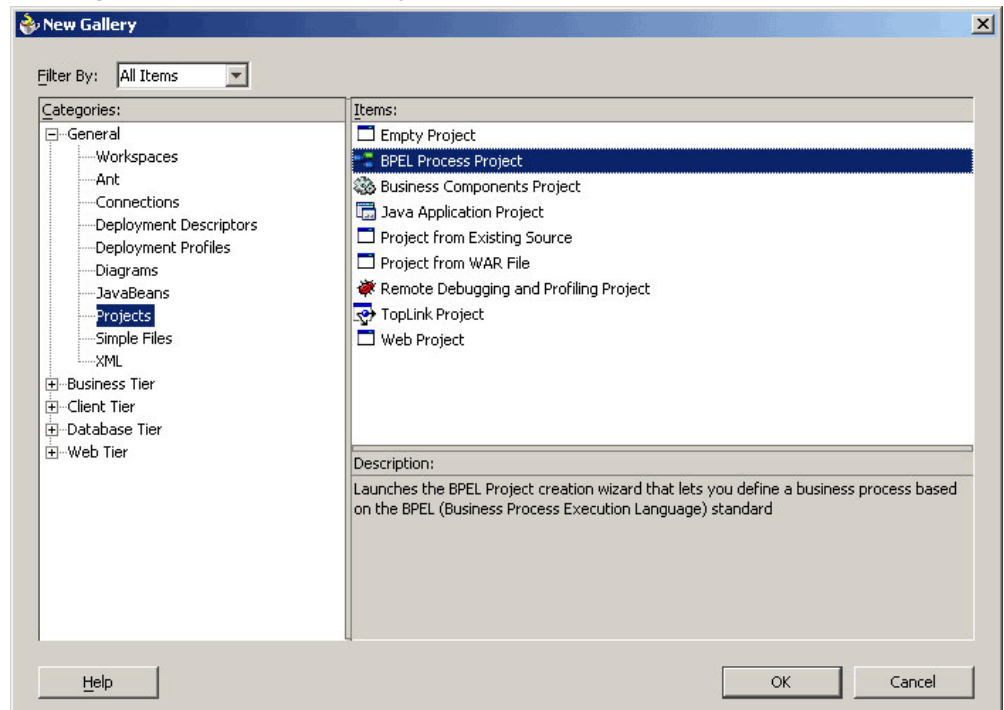 New Gallery
Filter By: All Items
Categories:
General
Workspaces
Ant
Connections
Deployment Descriptors
Deployment Profiles
Diagrams
JavaBeans
Projects
Simple Files
XML
Business Tier
Client Tier
Database Tier
Web Tier
Items:
Empty Project
BPEL Process Project
Business Components Project
Java Application Project
Project from Existing Source
Project from WAR File
Remote Debugging and Profiling Project
TopLink Project
Web Project
Description:
Launches the BPEL Project creation wizard that lets you define a business process based
on the BPEL (Business Process Execution Language) standard
Help
OK
Cancel